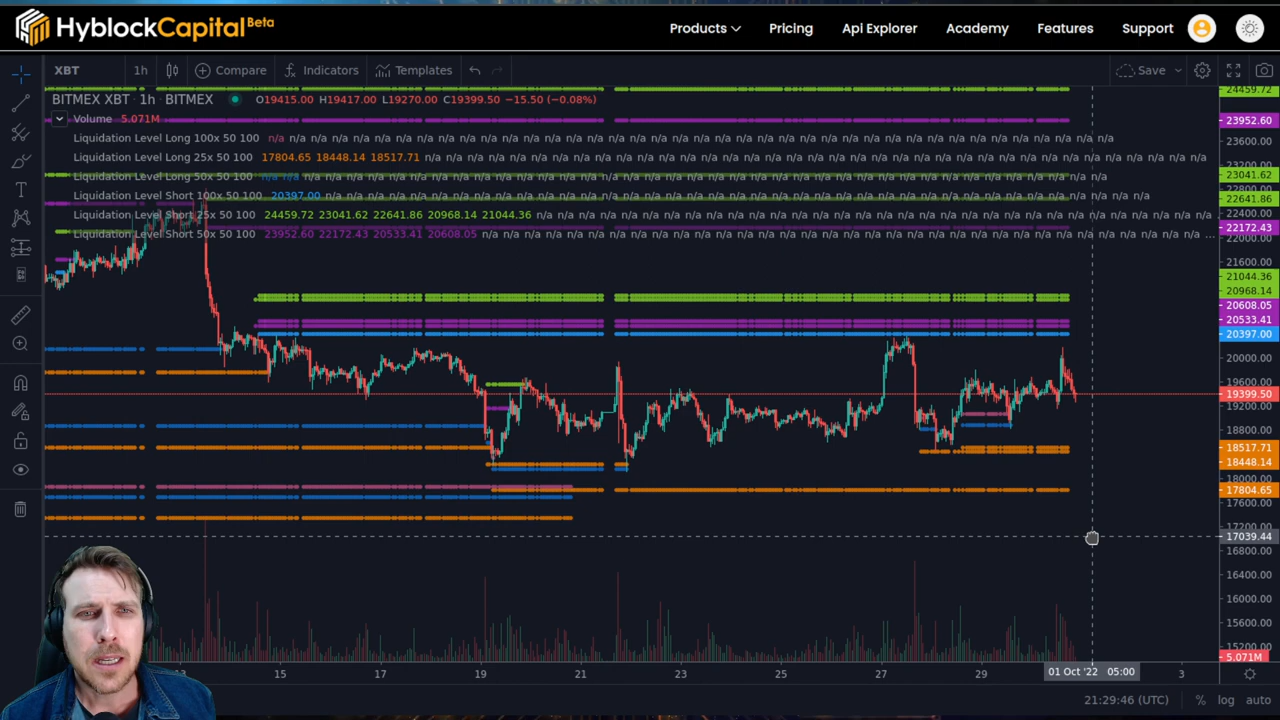 HyblockCapital Beta
Products Pricing Api Explorer Academy Features Support
XBT 1h Compare Indicators Templates Save
BITMEX XBT · 1h · BITMEX O19415.00 H19417.00 L19270.00 C19399.50 −15.50 (−0.08%)
Volume 5.071M
Liquidation Level Long 100x 50 100 n/a n/a n/a n/a n/a n/a n/a n/a n/a n/a n/a n/a n/a n/a n/a n/a n/a n/a n/a n/a n/a n/a n/a n/a n/a n/a n/a n/a n/a n/a
Liquidation Level Long 25x 50 100 17804.65 18448.14 18517.71 n/a n/a n/a n/a n/a n/a n/a n/a n/a n/a n/a n/a n/a n/a n/a n/a n/a n/a n/a n/a n/a n/a n/a n/a n/a n/a n/a
Liquidation Level Long 50x 50 100 n/a n/a n/a n/a n/a n/a n/a n/a n/a n/a n/a n/a n/a n/a n/a n/a n/a n/a n/a n/a n/a n/a n/a n/a n/a n/a n/a n/a n/a n/a
Liquidation Level Short 100x 50 100 20397.00 n/a n/a n/a n/a n/a n/a n/a n/a n/a n/a n/a n/a n/a n/a n/a n/a n/a n/a n/a n/a n/a n/a n/a n/a n/a n/a n/a n/a n/a
Liquidation Level Short 25x 50 100 24459.72 23041.62 22641.86 20968.14 21044.36 n/a n/a n/a n/a n/a n/a n/a n/a n/a n/a n/a n/a n/a n/a n/a n/a n/a n/a n/a n/a n/a n/a n/a n/a
Liquidation Level Short 50x 50 100 23952.60 22172.43 20533.41 20608.05 n/a n/a n/a n/a n/a n/a n/a n/a n/a n/a n/a n/a n/a n/a n/a n/a n/a n/a n/a n/a n/a n/a ...
24459.72
23952.60
23600.00
23200.00
23041.62
22800.00
22641.86
22400.00
22172.43
22000.00
21600.00
21044.36
20968.14
20608.05
20533.41
20397.00
20000.00
19600.00
19399.50
19200.00
18800.00
18517.71
18448.14
18000.00
17804.65
17600.00
17200.00
17039.44
16800.00
16400.00
16000.00
15600.00
15200.00
5.071M
13 15 17 19 21 23 25 27 29 01 Oct '22 05:00 3
21:29:46 (UTC) % log auto